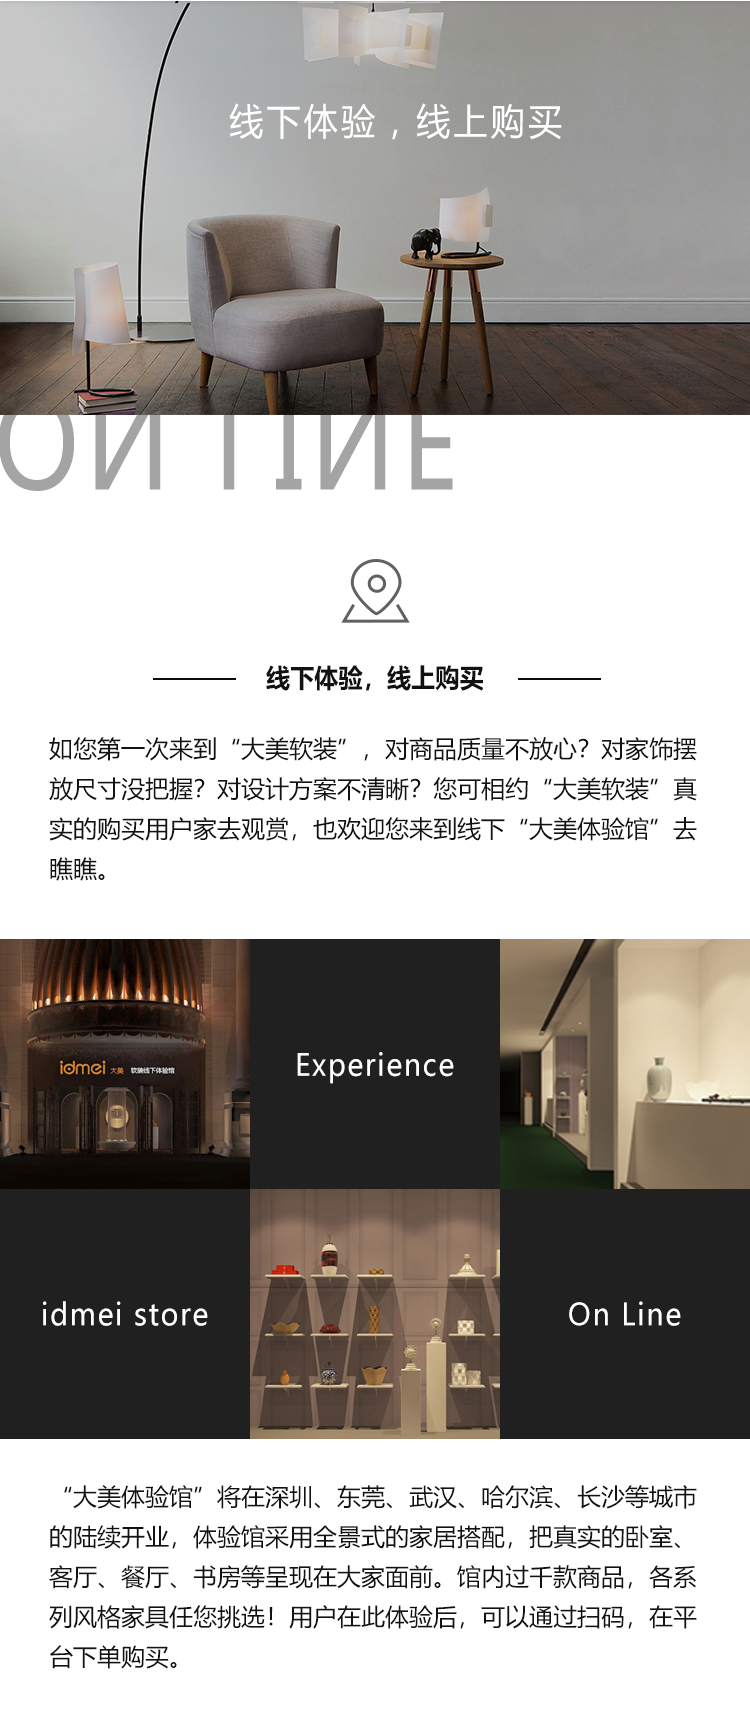 线下体验，线上购买
ON LINE
线下体验，线上购买
如您第一次来到“大美软装”，对商品质量不放心？对家饰摆
放尺寸没把握？对设计方案不清晰？您可相约“大美软装”真
实的购买用户家去观赏，也欢迎您来到线下“大美体验馆”去
瞧瞧。
idmei 大美 软装线下体验馆
Experience
idmei store
On Line
“大美体验馆”将在深圳、东莞、武汉、哈尔滨、长沙等城市
的陆续开业，体验馆采用全景式的家居搭配，把真实的卧室、
客厅、餐厅、书房等呈现在大家面前。馆内过千款商品，各系
列风格家具任您挑选！用户在此体验后，可以通过扫码，在平
台下单购买。